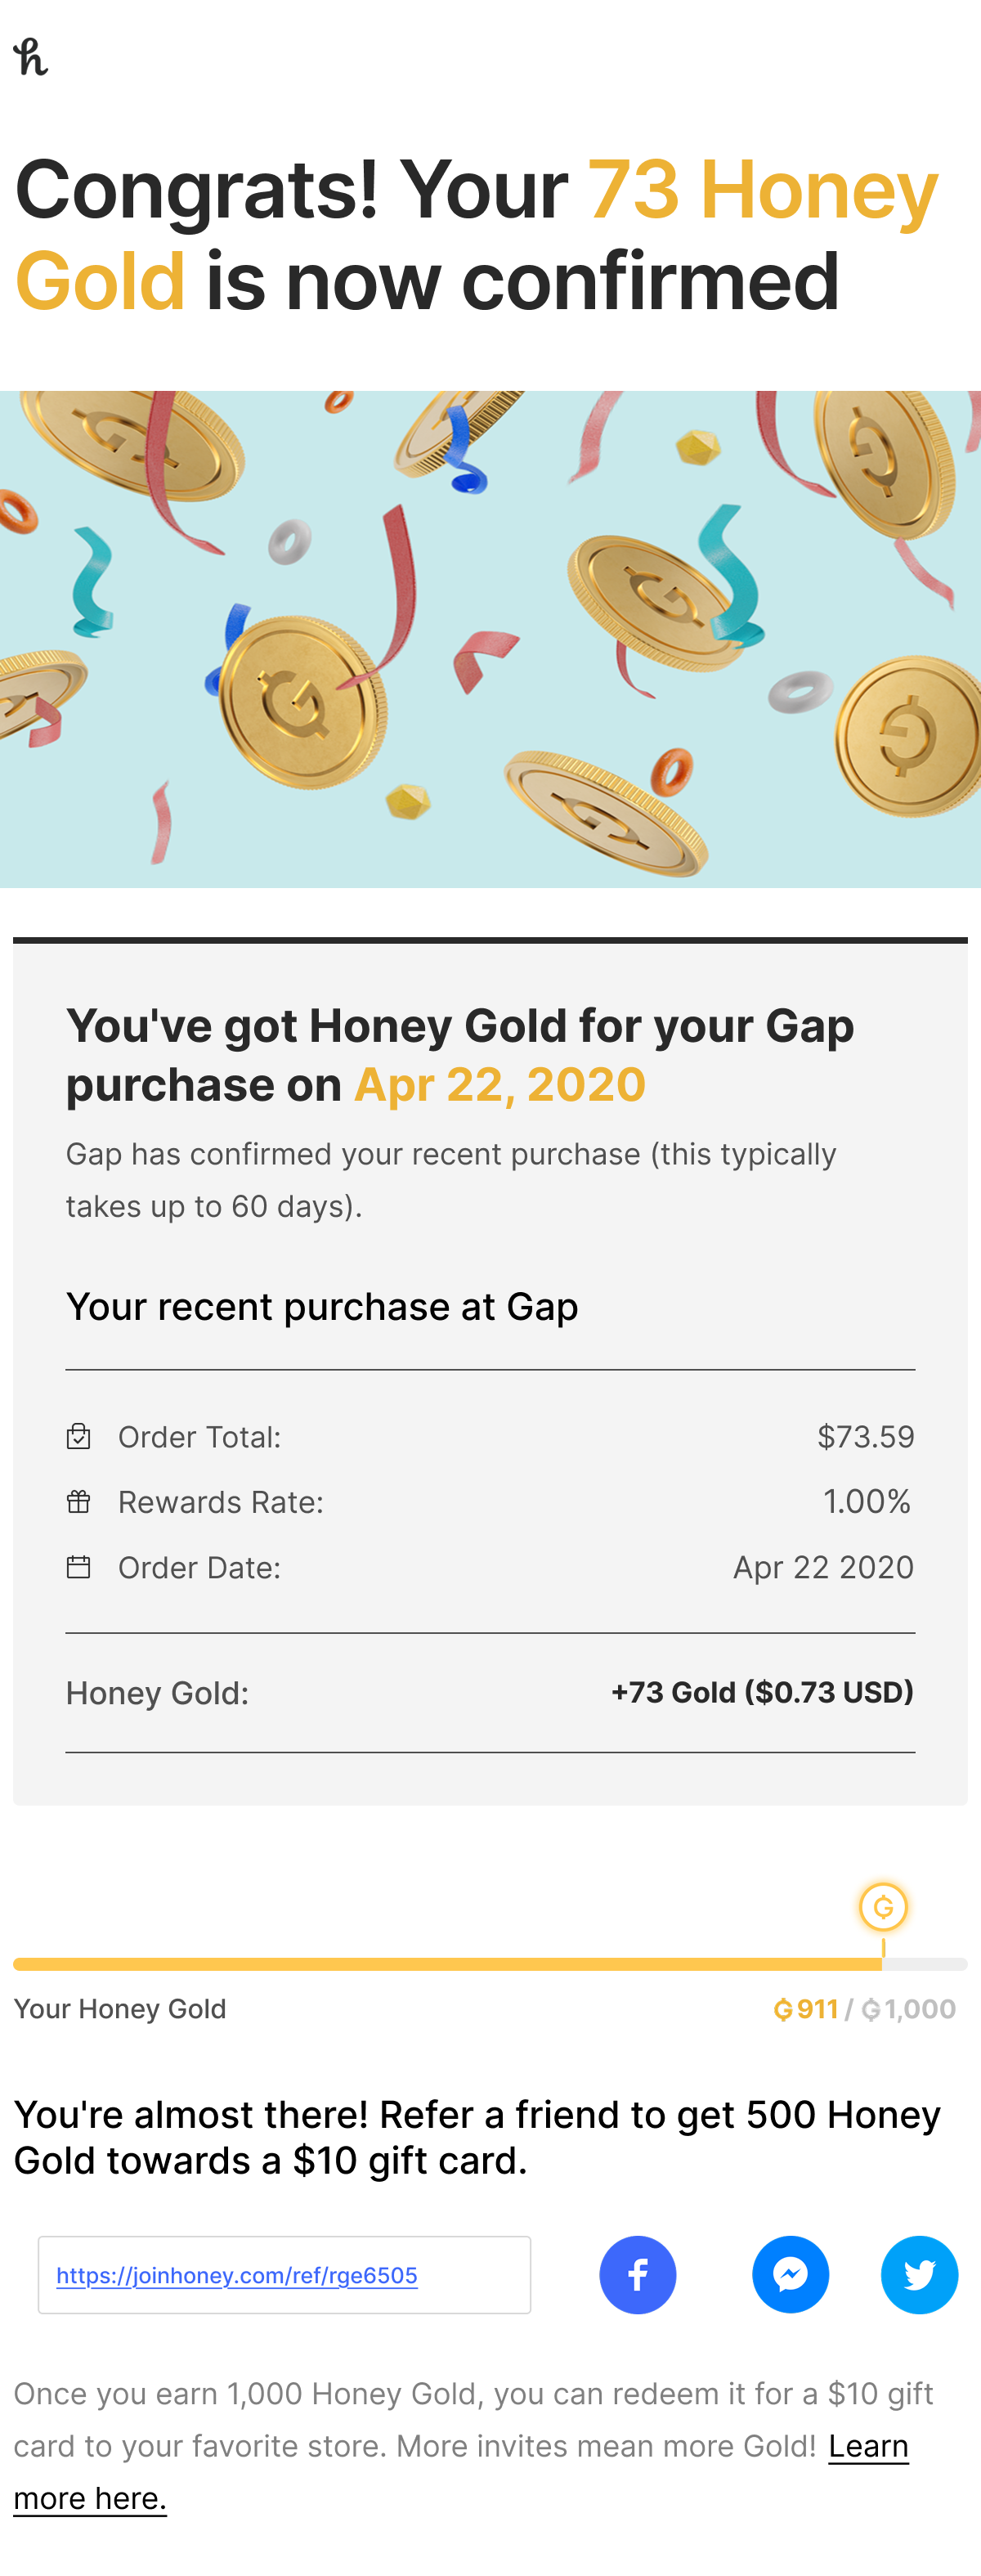 h
Congrats! Your 73 Honey
Gold is now confirmed
You've got Honey Gold for your Gap
purchase on Apr 22, 2020
Gap has confirmed your recent purchase (this typically
takes up to 60 days).
Your recent purchase at Gap
Order Total: $73.59
Rewards Rate: 1.00%
Order Date: Apr 22 2020
Honey Gold: +73 Gold ($0.73 USD)
Your Honey Gold G 911 / G 1,000
You're almost there! Refer a friend to get 500 Honey
Gold towards a $10 gift card.
https://joinhoney.com/ref/rge6505
Once you earn 1,000 Honey Gold, you can redeem it for a $10 gift
card to your favorite store. More invites mean more Gold! Learn
more here.